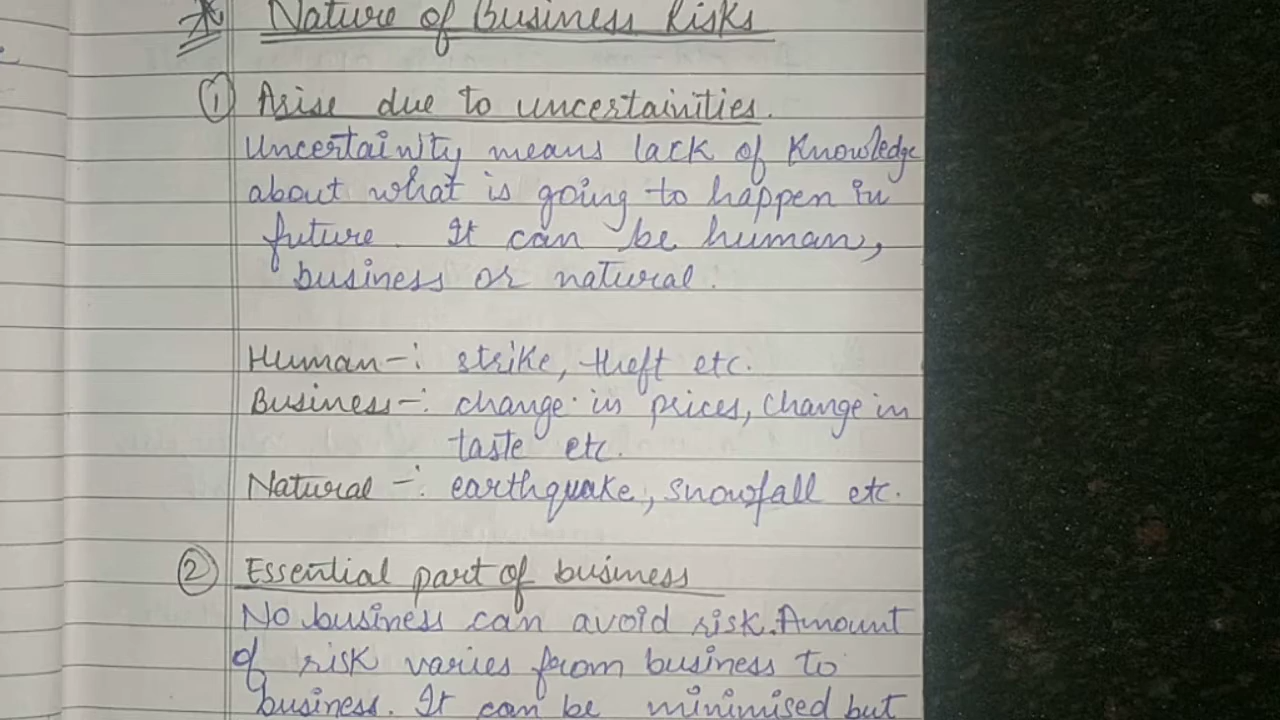 Nature of Business Risks
① Arise due to uncertainities.
Uncertainity means lack of Knowledge
about what is going to happen in
future. It can be human,
business or natural.
Human -: strike, theft etc.
Business -: change in prices, change in
taste etc.
Natural -: earthquake, snowfall etc.
② Essential part of business
No business can avoid risk. Amount
of risk varies from business to
business. It can be minimised but